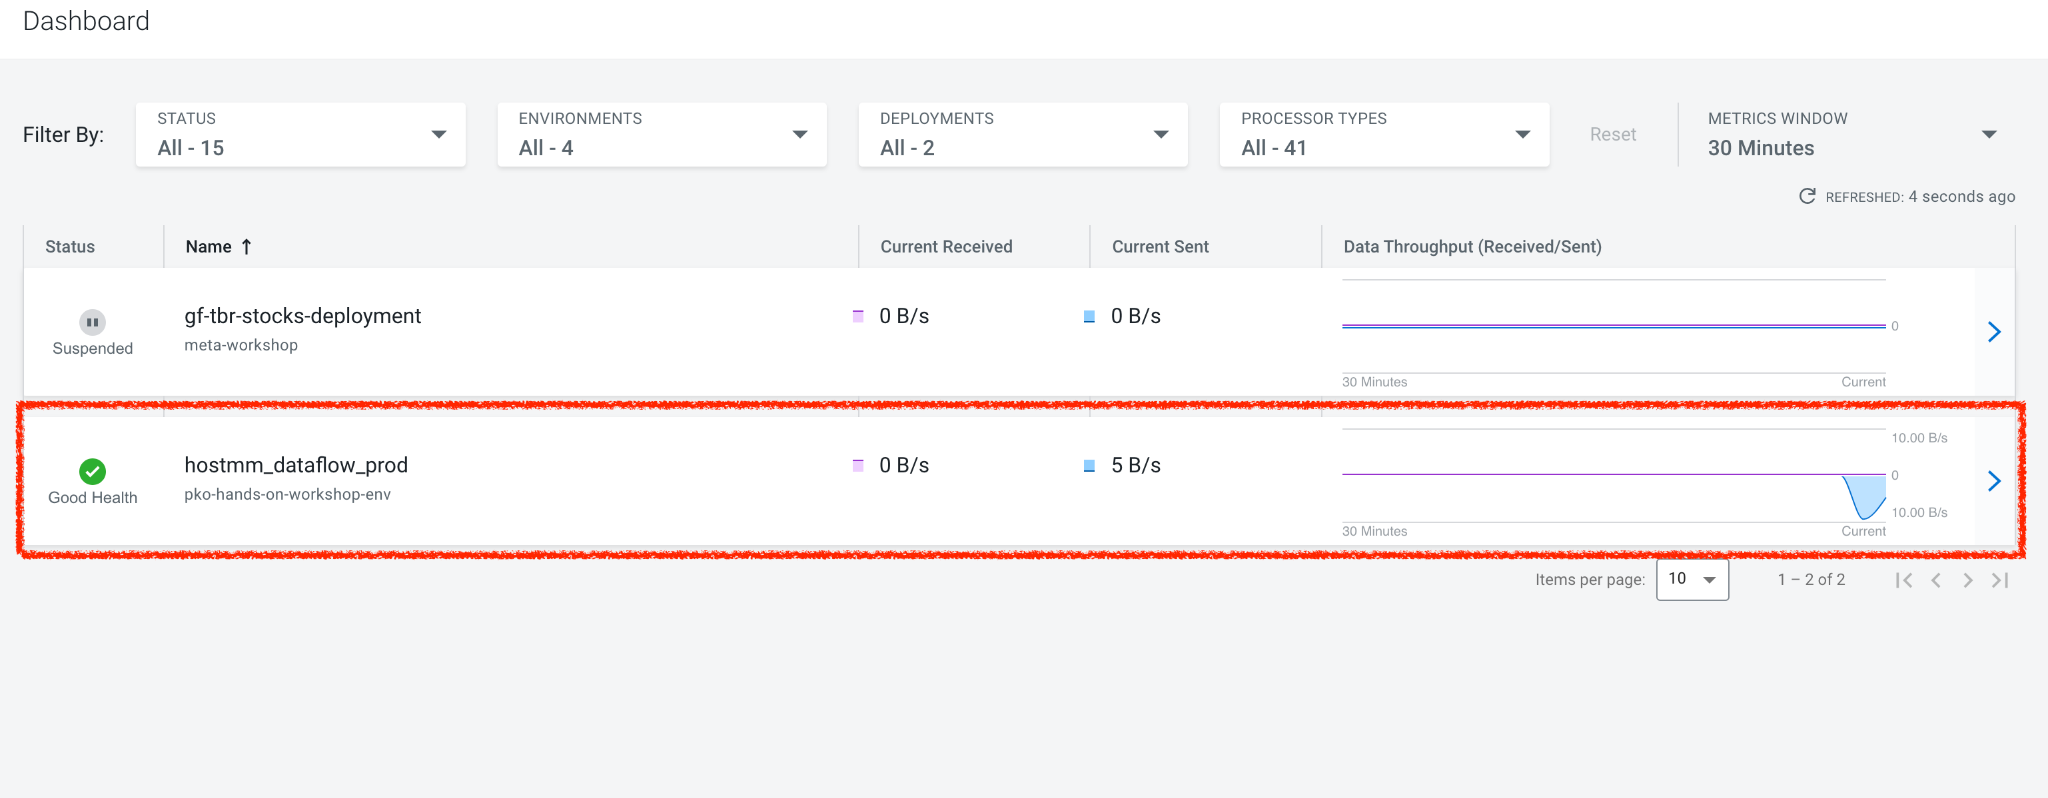 Dashboard
Filter By:
STATUS
All - 15
ENVIRONMENTS
All - 4
DEPLOYMENTS
All - 2
PROCESSOR TYPES
All - 41
Reset
METRICS WINDOW
30 Minutes
REFRESHED: 4 seconds ago
Status
Name ↑
Current Received
Current Sent
Data Throughput (Received/Sent)
Suspended
gf-tbr-stocks-deployment
meta-workshop
0 B/s
0 B/s
0
30 Minutes
Current
Good Health
hostmm_dataflow_prod
pko-hands-on-workshop-env
0 B/s
5 B/s
10.00 B/s
0
10.00 B/s
30 Minutes
Current
Items per page:
10
1 – 2 of 2